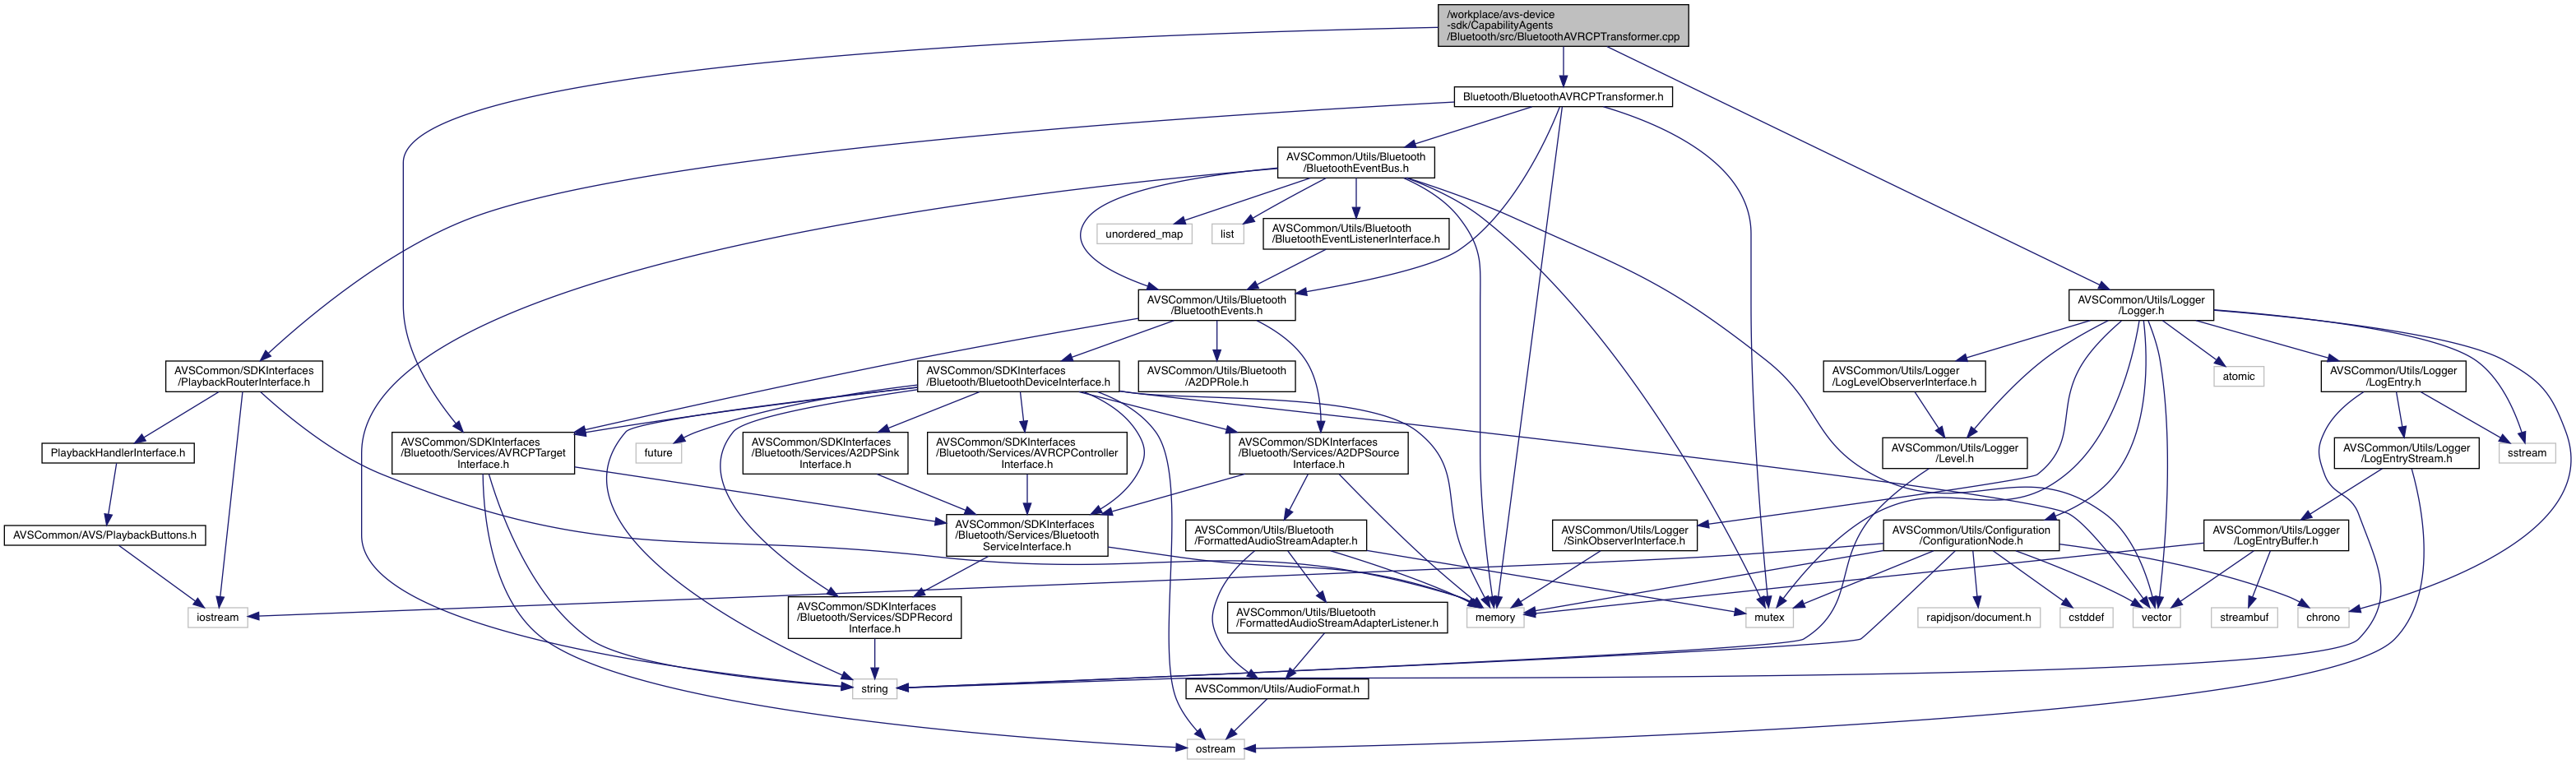 /workplace/avs-device
-sdk/CapabilityAgents
/Bluetooth/src/BluetoothAVRCPTransformer.cpp
Bluetooth/BluetoothAVRCPTransformer.h
AVSCommon/Utils/Bluetooth
/BluetoothEventBus.h
unordered_map
list
AVSCommon/Utils/Bluetooth
/BluetoothEventListenerInterface.h
AVSCommon/Utils/Bluetooth
/BluetoothEvents.h
AVSCommon/Utils/Logger
/Logger.h
AVSCommon/SDKInterfaces
/PlaybackRouterInterface.h
AVSCommon/SDKInterfaces
/Bluetooth/BluetoothDeviceInterface.h
AVSCommon/Utils/Bluetooth
/A2DPRole.h
AVSCommon/Utils/Logger
/LogLevelObserverInterface.h
atomic
AVSCommon/Utils/Logger
/LogEntry.h
PlaybackHandlerInterface.h
AVSCommon/SDKInterfaces
/Bluetooth/Services/AVRCPTarget
Interface.h
future
AVSCommon/SDKInterfaces
/Bluetooth/Services/A2DPSink
Interface.h
AVSCommon/SDKInterfaces
/Bluetooth/Services/AVRCPController
Interface.h
AVSCommon/SDKInterfaces
/Bluetooth/Services/A2DPSource
Interface.h
AVSCommon/Utils/Logger
/Level.h
AVSCommon/Utils/Logger
/LogEntryStream.h
sstream
AVSCommon/AVS/PlaybackButtons.h
AVSCommon/SDKInterfaces
/Bluetooth/Services/Bluetooth
ServiceInterface.h
AVSCommon/Utils/Bluetooth
/FormattedAudioStreamAdapter.h
AVSCommon/Utils/Logger
/SinkObserverInterface.h
AVSCommon/Utils/Configuration
/ConfigurationNode.h
AVSCommon/Utils/Logger
/LogEntryBuffer.h
iostream
AVSCommon/SDKInterfaces
/Bluetooth/Services/SDPRecord
Interface.h
AVSCommon/Utils/Bluetooth
/FormattedAudioStreamAdapterListener.h
memory
mutex
rapidjson/document.h
cstddef
vector
streambuf
chrono
string
AVSCommon/Utils/AudioFormat.h
ostream